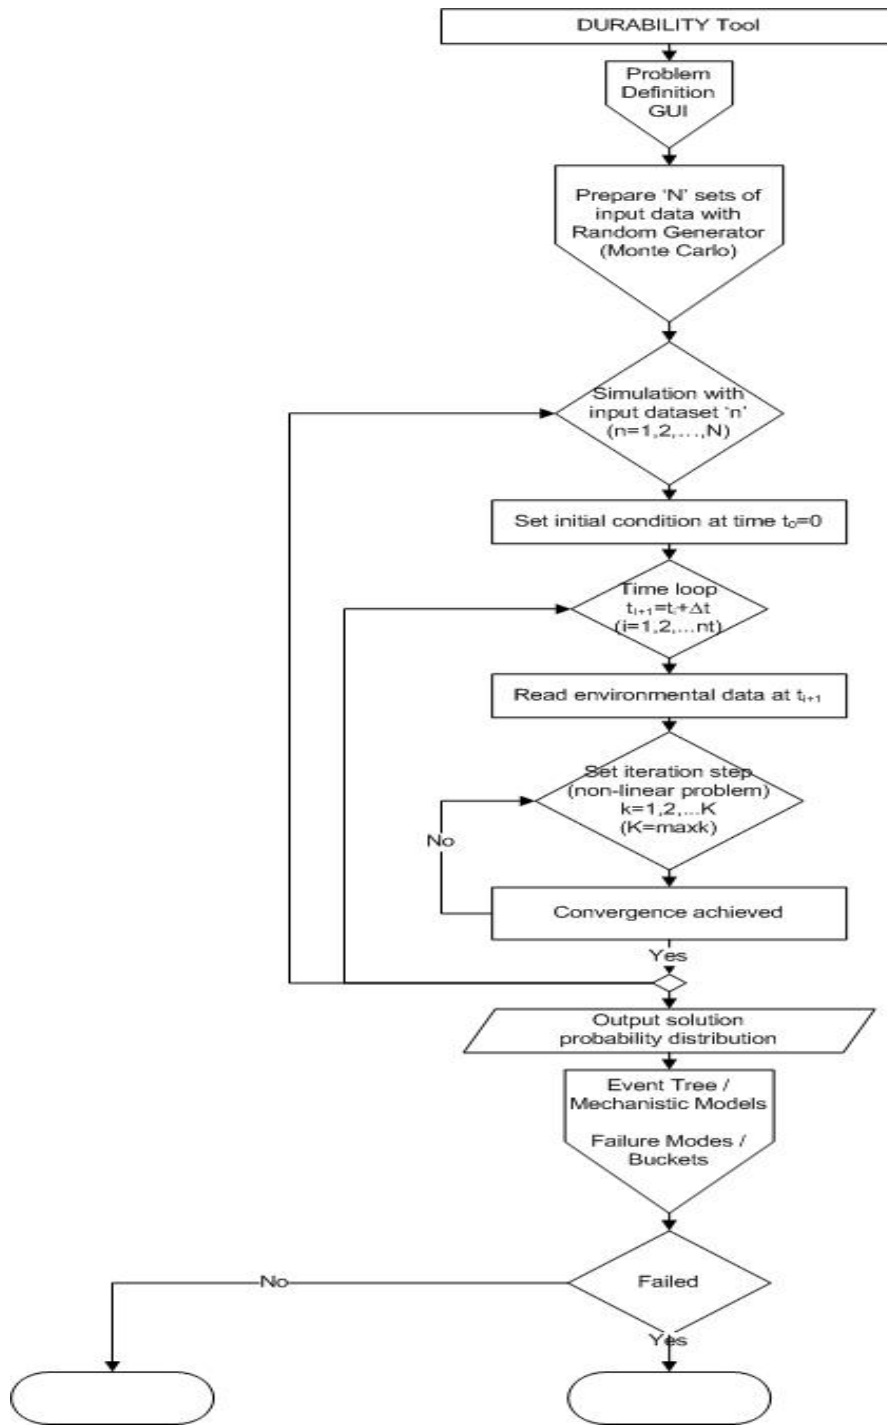 DURABILITY Tool
Problem
Definition
GUI
Prepare 'N' sets of
input data with
Random Generator
(Monte Carlo)
Simulation with
input dataset 'n'
(n=1,2,...,N)
Set initial condition at time t₀=0
Time loop
tᵢ₊₁=tᵢ+Δt
(i=1,2,...nt)
Read environmental data at tᵢ₊₁
Set iteration step
(non-linear problem)
k=1,2,...K
(K=maxk)
No
Convergence achieved
Yes
Output solution
probability distribution
Event Tree /
Mechanistic Models
Failure Modes /
Buckets
No
Failed
Yes